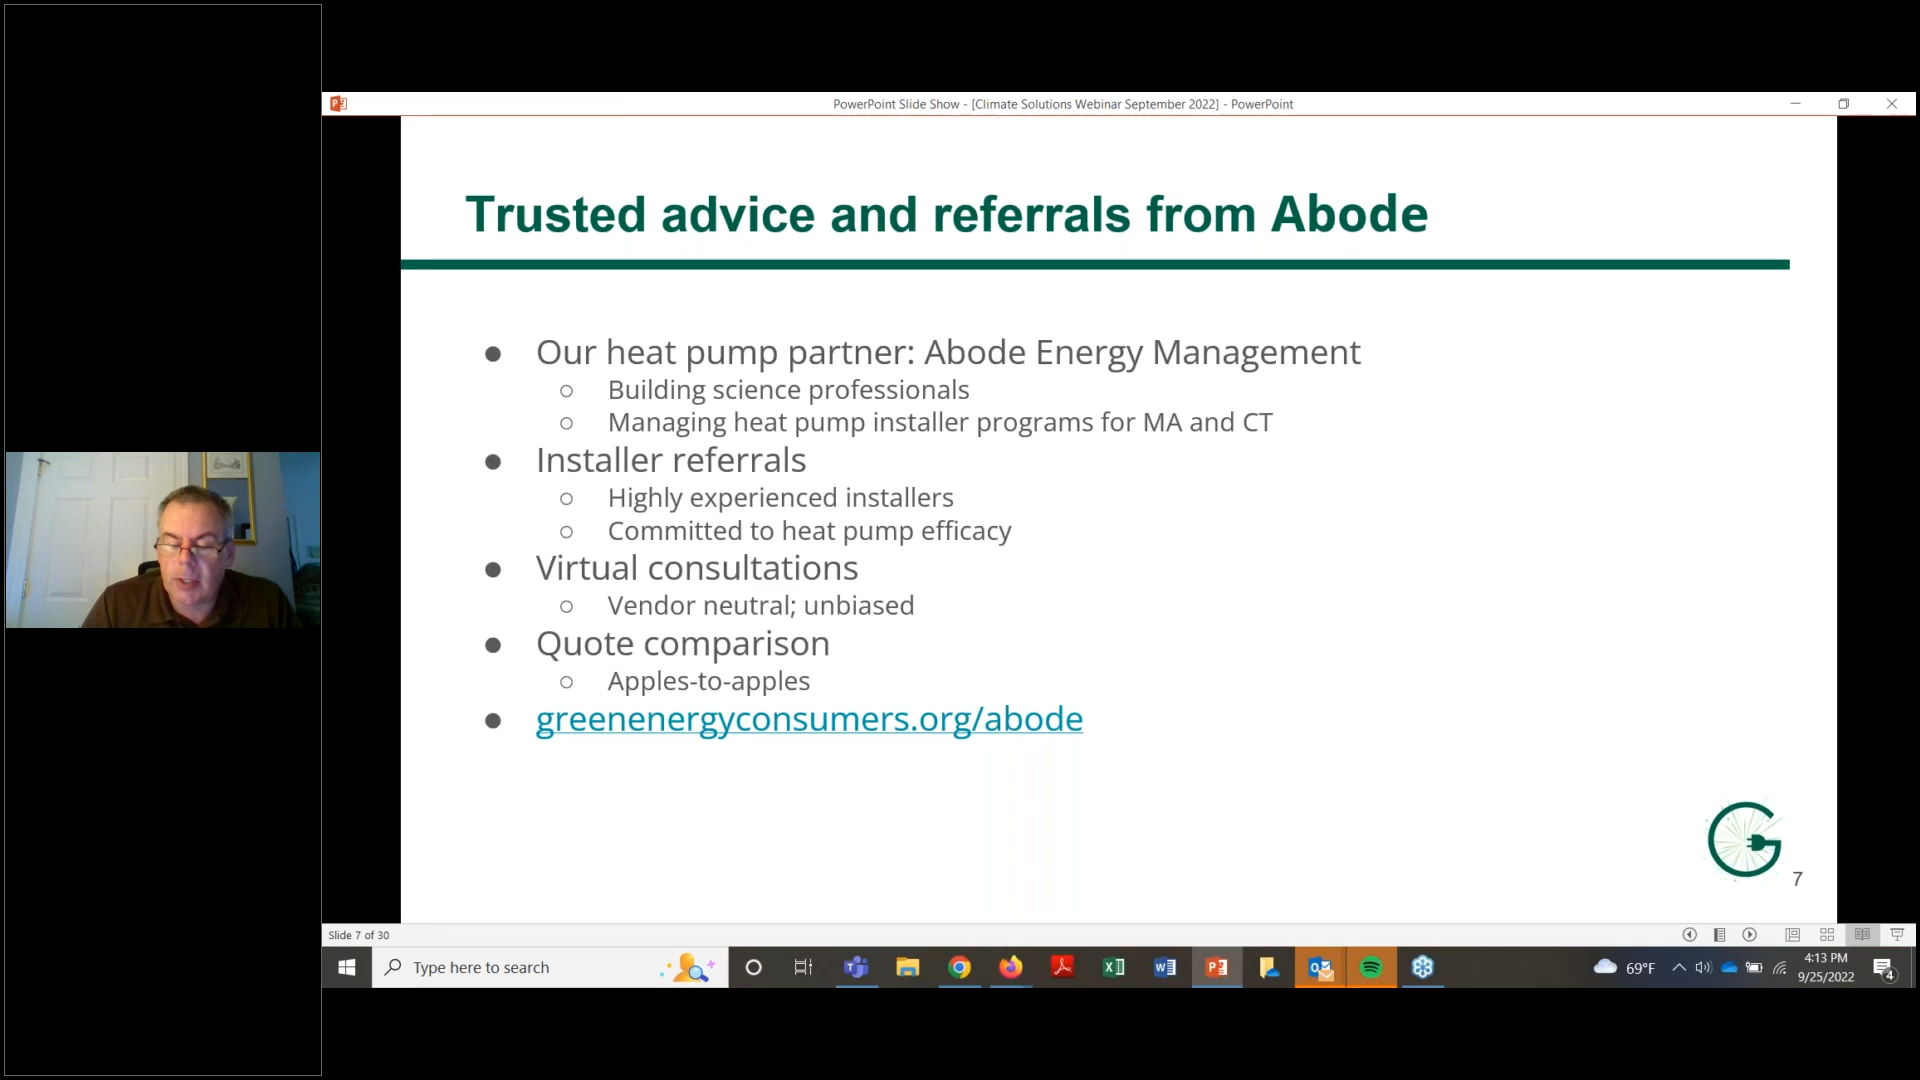 PowerPoint Slide Show - [Climate Solutions Webinar September 2022] - PowerPoint
Trusted advice and referrals from Abode
● Our heat pump partner: Abode Energy Management
○ Building science professionals
○ Managing heat pump installer programs for MA and CT
● Installer referrals
○ Highly experienced installers
○ Committed to heat pump efficacy
● Virtual consultations
○ Vendor neutral; unbiased
● Quote comparison
○ Apples-to-apples
● greenenergyconsumers.org/abode
7
Slide 7 of 30
Type here to search
69°F
4:13 PM
9/25/2022
4